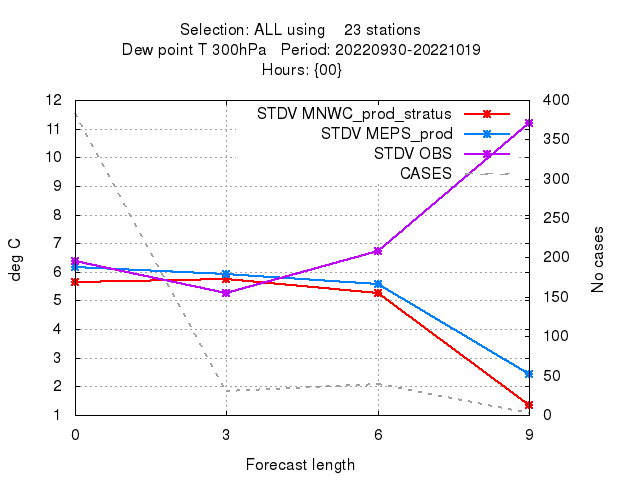 Selection: ALL using    23 stations
Dew point T 300hPa   Period: 20220930-20221019
Hours: {00}
STDV MNWC_prod_stratus
STDV MEPS_prod
STDV OBS
CASES
deg C
12
11
10
9
8
7
6
5
4
3
2
1
400
350
300
250
200
150
100
50
0
No cases
0 3 6 9
Forecast length